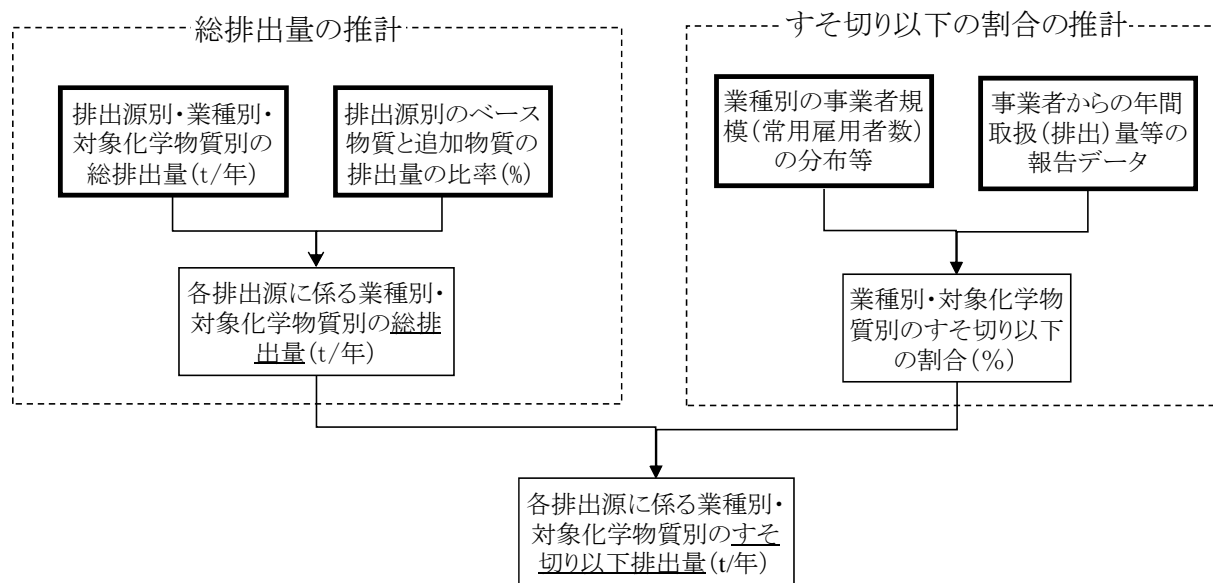 総排出量の推計
排出源別・業種別・
対象化学物質別の
総排出量(t/年)
排出源別のベース
物質と追加物質の
排出量の比率(%)
各排出源に係る業種別・
対象化学物質別の総排
出量(t/年)
すそ切り以下の割合の推計
業種別の事業者規
模(常用雇用者数)
の分布等
事業者からの年間
取扱(排出)量等の
報告データ
業種別・対象化学物
質別のすそ切り以下
の割合(%)
各排出源に係る業種別・
対象化学物質別のすそ
切り以下排出量(t/年)